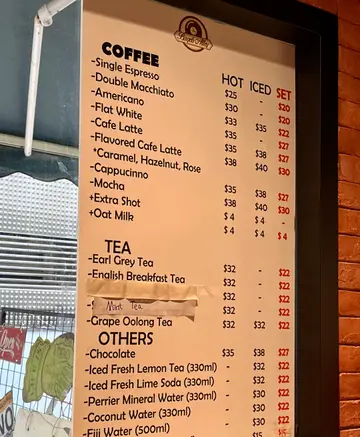 COFFEE HOT ICED SET
-Single Espresso $25 - $20
-Double Macchiato $30 - $20
-Americano $33 $35 $22
-Flat White $35 - $27
-Cafe Latte $35 $38 $27
-Flavored Cafe Latte $38 $40 $30
*Caramel, Hazelnut, Rose
-Cappucinno $35 $38 $27
-Mocha $38 $40 $30
+Extra Shot $4 $4 -
+Oat Milk $4 $4 $4
TEA
-Earl Grey Tea $32 - $22
-English Breakfast Tea $32 - $22
$32 - $22
Mint Tea $32 - $22
-Grape Oolong Tea $32 $32 $22
OTHERS
-Chocolate $35 $38 $27
-Iced Fresh Lemon Tea (330ml) - $32 $22
-Iced Fresh Lime Soda (330ml) - $32 $22
-Perrier Mineral Water (330ml) - $30 $22
-Coconut Water (330ml) - $30 $22
-Fiji Water (500ml) $15